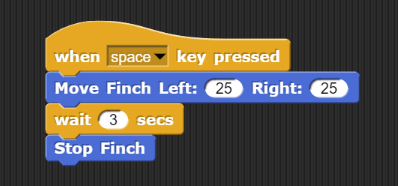 when space key pressed
Move Finch Left: 25 Right: 25
wait 3 secs
Stop Finch